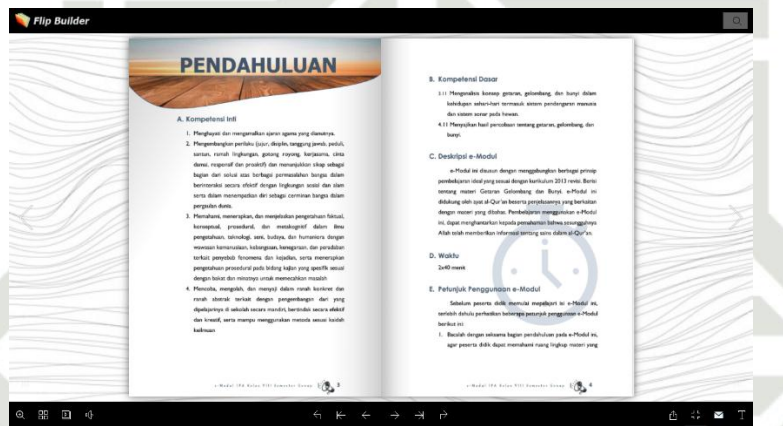 Flip Builder
PENDAHULUAN
A. Kompetensi Inti
1. Menghayati dan mengamalkan ajaran agama yang dianutnya.
2. Mengembangkan perilaku (jujur, disiplin, tanggung jawab, peduli,
santun, ramah lingkungan, gotong royong, kerjasama, cinta
damai, responsif dan proaktif) dan menunjukkan sikap sebagai
bagian dari solusi atas berbagai permasalahan bangsa dalam
berinteraksi secara efektif dengan lingkungan sosial dan alam
serta dalam menempatkan diri sebagai cerminan bangsa dalam
pergaulan dunia.
3. Memahami, menerapkan, dan menjelaskan pengetahuan faktual,
konseptual, prosedural, dan metakognitif dalam ilmu
pengetahuan, teknologi, seni, budaya, dan humaniora dengan
wawasan kemanusiaan, kebangsaan, kenegaraan, dan peradaban
terkait penyebab fenomena dan kejadian, serta menerapkan
pengetahuan prosedural pada bidang kajian yang spesifik sesuai
dengan bakat dan minatnya untuk memecahkan masalah
4. Mencoba, mengolah, dan menyaji dalam ranah konkret dan
ranah abstrak terkait dengan pengembangan dari yang
dipelajarinya di sekolah secara mandiri, bertindak secara efektif
dan kreatif, serta mampu menggunakan metoda sesuai kaidah
keilmuan
e-Modul IPA Kelas VIII Semester Genap 3
B. Kompetensi Dasar
3.11 Menganalisis konsep getaran, gelombang, dan bunyi dalam
kehidupan sehari-hari termasuk sistem pendengaran manusia
dan sistem sonar pada hewan.
4.11 Menyajikan hasil percobaan tentang getaran, gelombang, dan
bunyi.
C. Deskripsi e-Modul
e-Modul ini disusun dengan menggabungkan berbagai prinsip
pembelajaran ideal yang sesuai dengan kurikulum 2013 revisi. Berisi
tentang materi Getaran Gelombang dan Bunyi. e-Modul ini
didukung oleh ayat al-Qur'an beserta penjelasannya yang berkaitan
dengan materi yang dibahas. Pembelajaran menggunakan e-Modul
ini, dapat menghantarkan kepada pemahaman bahwa sesungguhnya
Allah telah memberikan informasi tentang sains dalam al-Qur'an.
D. Waktu
2x40 menit
E. Petunjuk Penggunaan e-Modul
Sebelum peserta didik memulai mepelajari isi e-Modul ini,
terlebih dahulu perhatikan beberapa petunjuk penggunaan e-Modul
berikut ini:
1. Bacalah dengan seksama bagian pendahuluan pada e-Modul ini,
agar peserta didik dapat memahami ruang lingkup materi yang
e-Modul IPA Kelas VIII Semester Genap 4